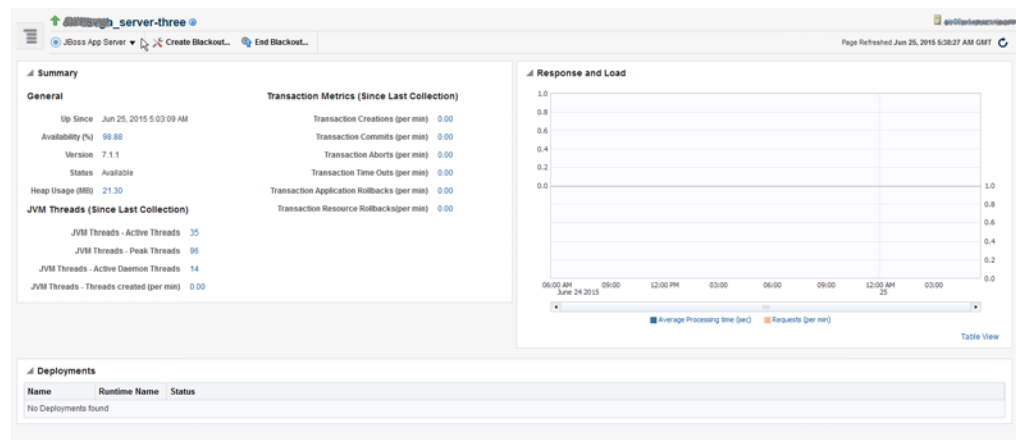 _server-three
JBoss App Server Create Blackout... End Blackout...
Page Refreshed Jun 25, 2015 5:38:27 AM GMT
Summary
General
Up Since Jun 25, 2015 5:03:09 AM
Availability (%) 98.88
Version 7.1.1
Status Available
Heap Usage (MB) 21.30
JVM Threads (Since Last Collection)
JVM Threads - Active Threads 35
JVM Threads - Peak Threads 96
JVM Threads - Active Daemon Threads 14
JVM Threads - Threads created (per min) 0.00
Transaction Metrics (Since Last Collection)
Transaction Creations (per min) 0.00
Transaction Commits (per min) 0.00
Transaction Aborts (per min) 0.00
Transaction Time Outs (per min) 0.00
Transaction Application Rollbacks (per min) 0.00
Transaction Resource Rollbacks(per min) 0.00
Response and Load
1.0
0.8
0.6
0.4
0.2
0.0
1.0
0.8
0.6
0.4
0.2
0.0
06:00 AM 09:00 12:00 PM 03:00 06:00 09:00 12:00 AM 03:00
June 24 2015 25
Average Processing time (sec) Requests (per min)
Table View
Deployments
Name Runtime Name Status
No Deployments found